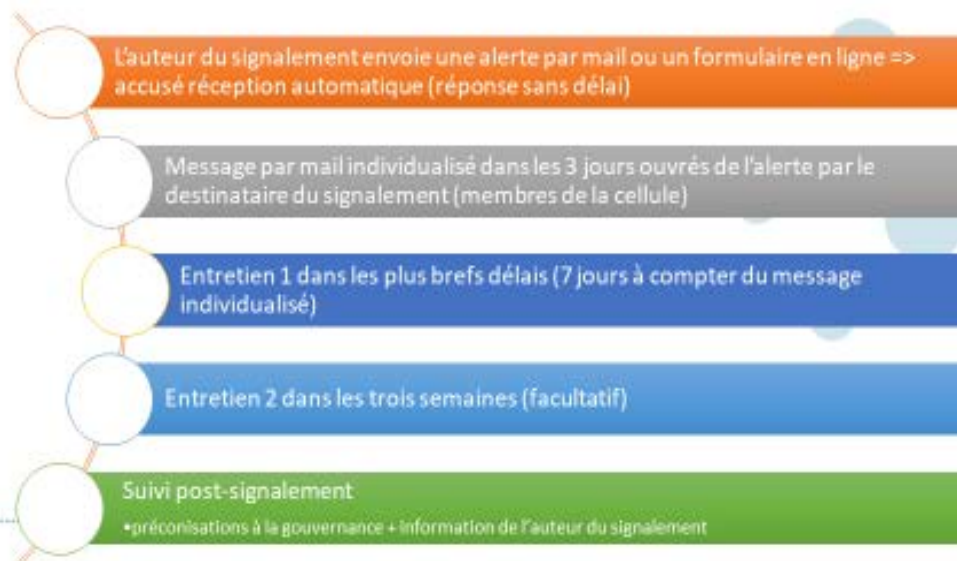 L'auteur du signalement envoie une alerte par mail ou un formulaire en ligne =>
accusé réception automatique (réponse sans délai)
Message par mail individualisé dans les 3 jours ouvrés de l'alerte par le
destinataire du signalement (membres de la cellule)
Entretien 1 dans les plus brefs délais (7 jours à compter du message
individualisé)
Entretien 2 dans les trois semaines (facultatif)
Suivi post-signalement
•préconisations à la gouvernance + information de l'auteur du signalement